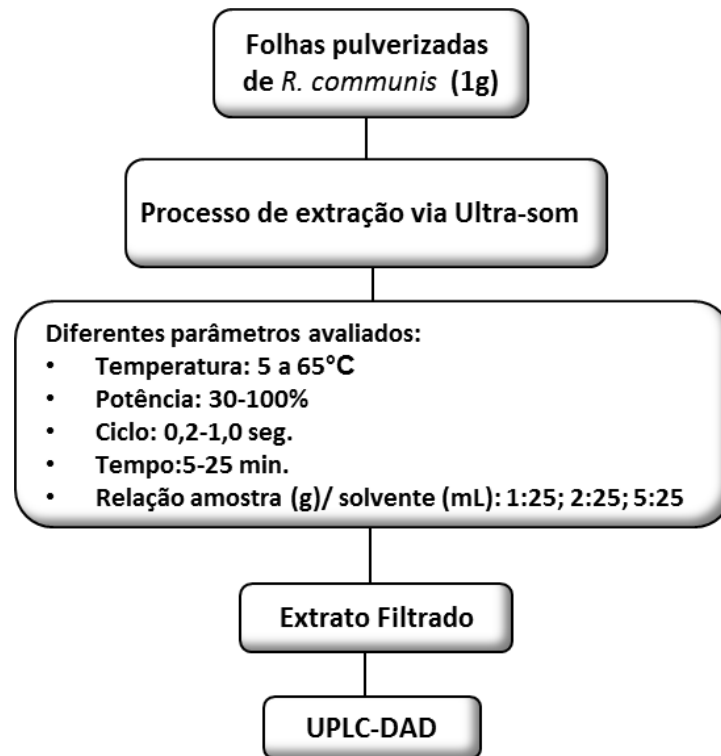 Folhas pulverizadas
de R. communis (1g)
Processo de extração via Ultra-som
Diferentes parâmetros avaliados:
• Temperatura: 5 a 65°C
• Potência: 30-100%
• Ciclo: 0,2-1,0 seg.
• Tempo:5-25 min.
• Relação amostra (g)/ solvente (mL): 1:25; 2:25; 5:25
Extrato Filtrado
UPLC-DAD